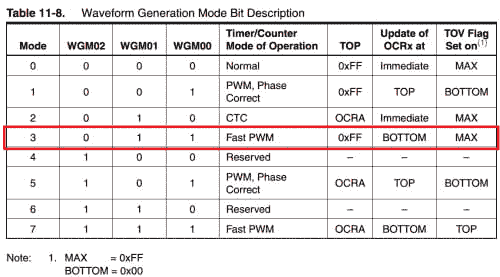 Table 11-8. Waveform Generation Mode Bit Description
Mode WGM02 WGM01 WGM00 Timer/Counter Mode of Operation TOP Update of OCRx at TOV Flag Set on(1)
0 0 0 0 Normal 0xFF Immediate MAX
1 0 0 1 PWM, Phase Correct 0xFF TOP BOTTOM
2 0 1 0 CTC OCRA Immediate MAX
3 0 1 1 Fast PWM 0xFF BOTTOM MAX
4 1 0 0 Reserved – – –
5 1 0 1 PWM, Phase Correct OCRA TOP BOTTOM
6 1 1 0 Reserved – – –
7 1 1 1 Fast PWM OCRA BOTTOM TOP
Note: 1. MAX = 0xFF
BOTTOM = 0x00